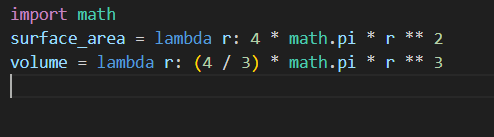 import math
surface_area = lambda r: 4 * math.pi * r ** 2
volume = lambda r: (4 / 3) * math.pi * r ** 3